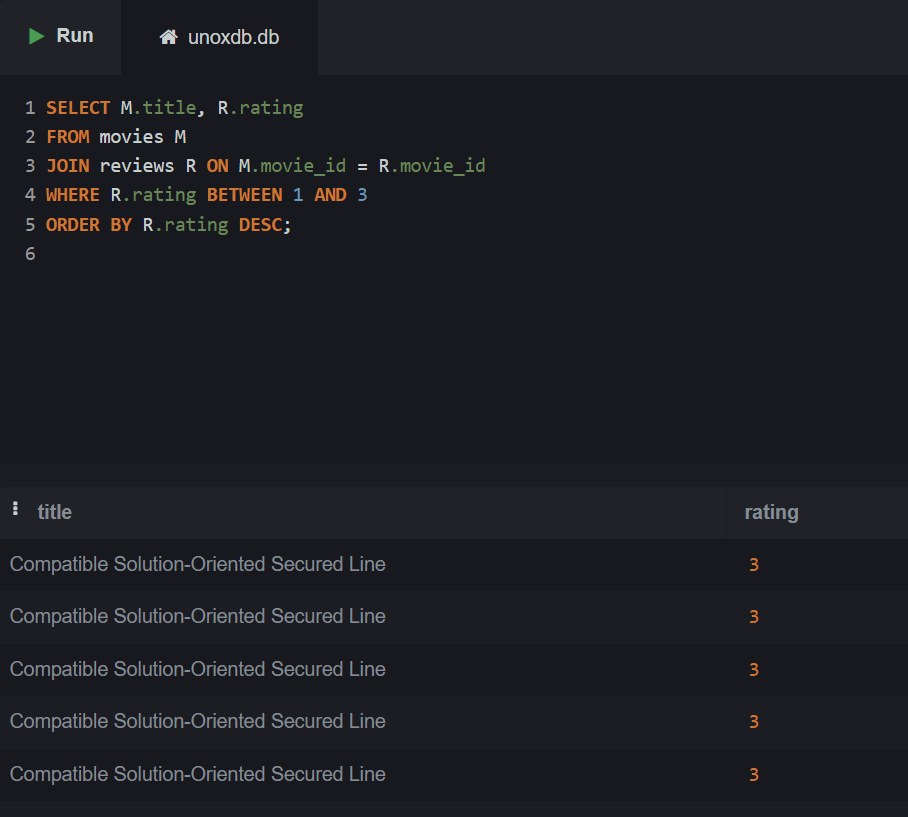 Run unoxdb.db
1 SELECT M.title, R.rating
2 FROM movies M
3 JOIN reviews R ON M.movie_id = R.movie_id
4 WHERE R.rating BETWEEN 1 AND 3
5 ORDER BY R.rating DESC;
6
title rating
Compatible Solution-Oriented Secured Line 3
Compatible Solution-Oriented Secured Line 3
Compatible Solution-Oriented Secured Line 3
Compatible Solution-Oriented Secured Line 3
Compatible Solution-Oriented Secured Line 3